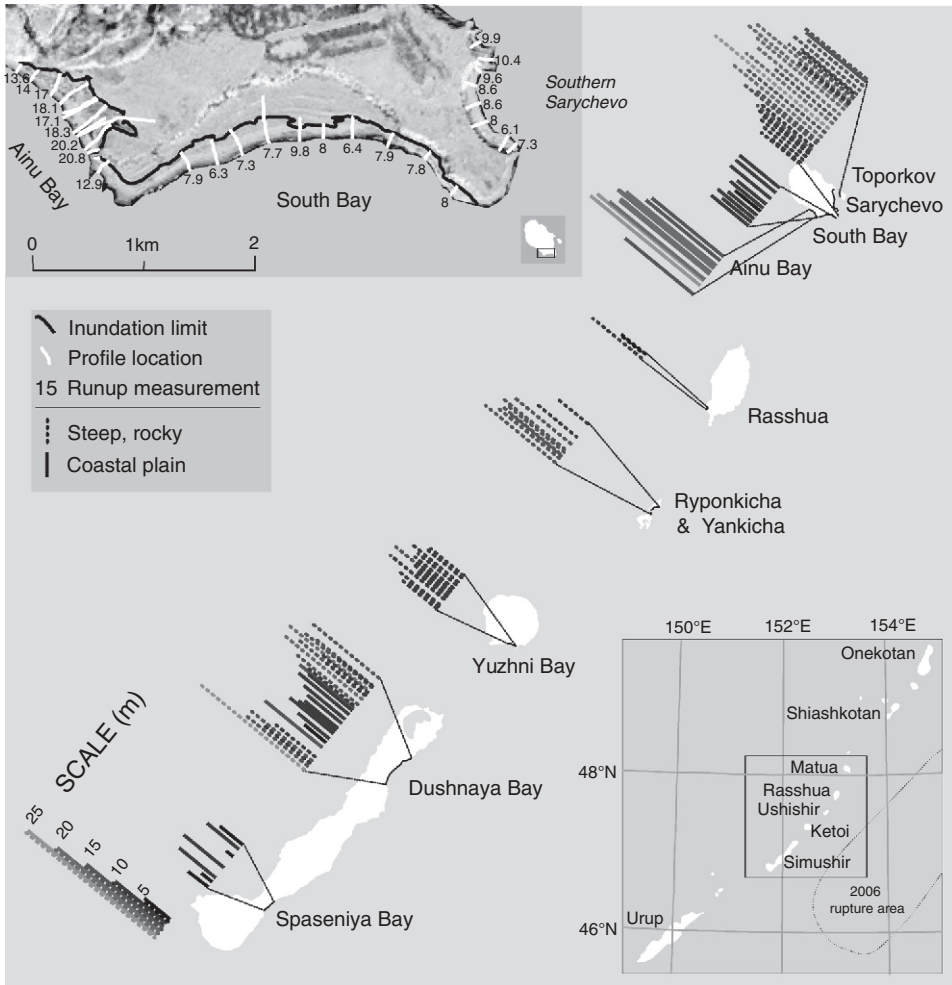 13.6
14
17
18.1
17.1
18.3
20.2
20.8
12.9
7.9
6.3
7.3
7.7
9.8
8
6.4
7.9
7.8
8
9.9
10.4
9.6
8.6
8.6
8
6.1
7.3
Southern
Sarychevo
Ainu Bay
South Bay
0 1km 2
Inundation limit
Profile location
15 Runup measurement
Steep, rocky
Coastal plain
Toporkov
Sarychevo
South Bay
Ainu Bay
Rasshua
Ryponkicha
& Yankicha
Yuzhni Bay
Dushnaya Bay
Spaseniya Bay
SCALE (m)
25
20
15
10
5
150°E 152°E 154°E
Onekotan
Shiashkotan
48°N
Matua
Rasshua
Ushishir
Ketoi
Simushir
2006
rupture area
Urup
46°N